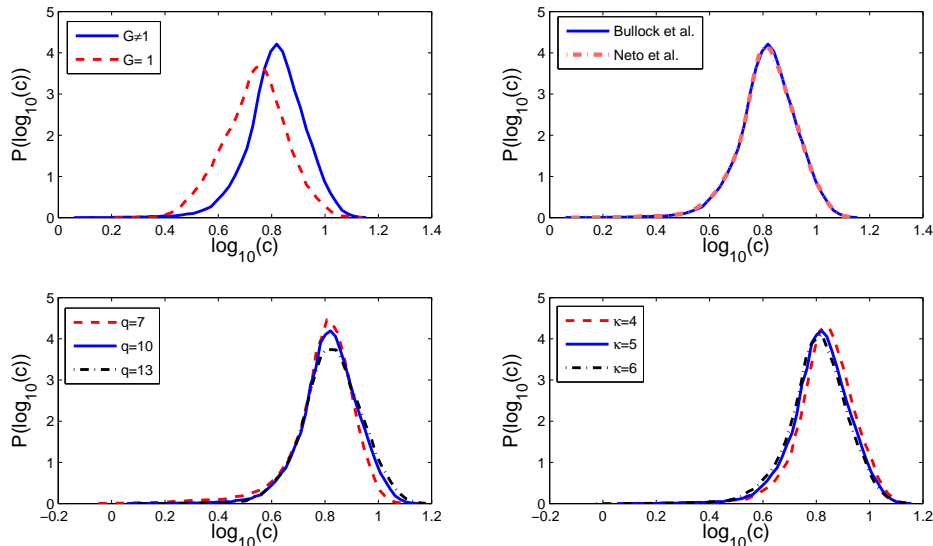 P(log10(c))
5
4
3
2
1
0
G≠1
G= 1
0 0.2 0.4 0.6 0.8 1 1.2 1.4
log10(c)
P(log10(c))
5
4
3
2
1
0
Bullock et al.
Neto et al.
0 0.2 0.4 0.6 0.8 1 1.2 1.4
log10(c)
P(log10(c))
5
4
3
2
1
0
q=7
q=10
q=13
−0.2 0 0.2 0.4 0.6 0.8 1 1.2
log10(c)
P(log10(c))
5
4
3
2
1
0
κ=4
κ=5
κ=6
−0.2 0 0.2 0.4 0.6 0.8 1 1.2
log10(c)